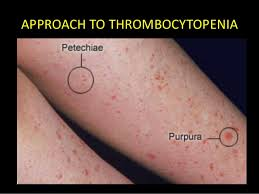 APPROACH TO THROMBOCYTOPENIA
Petechiae
Purpura